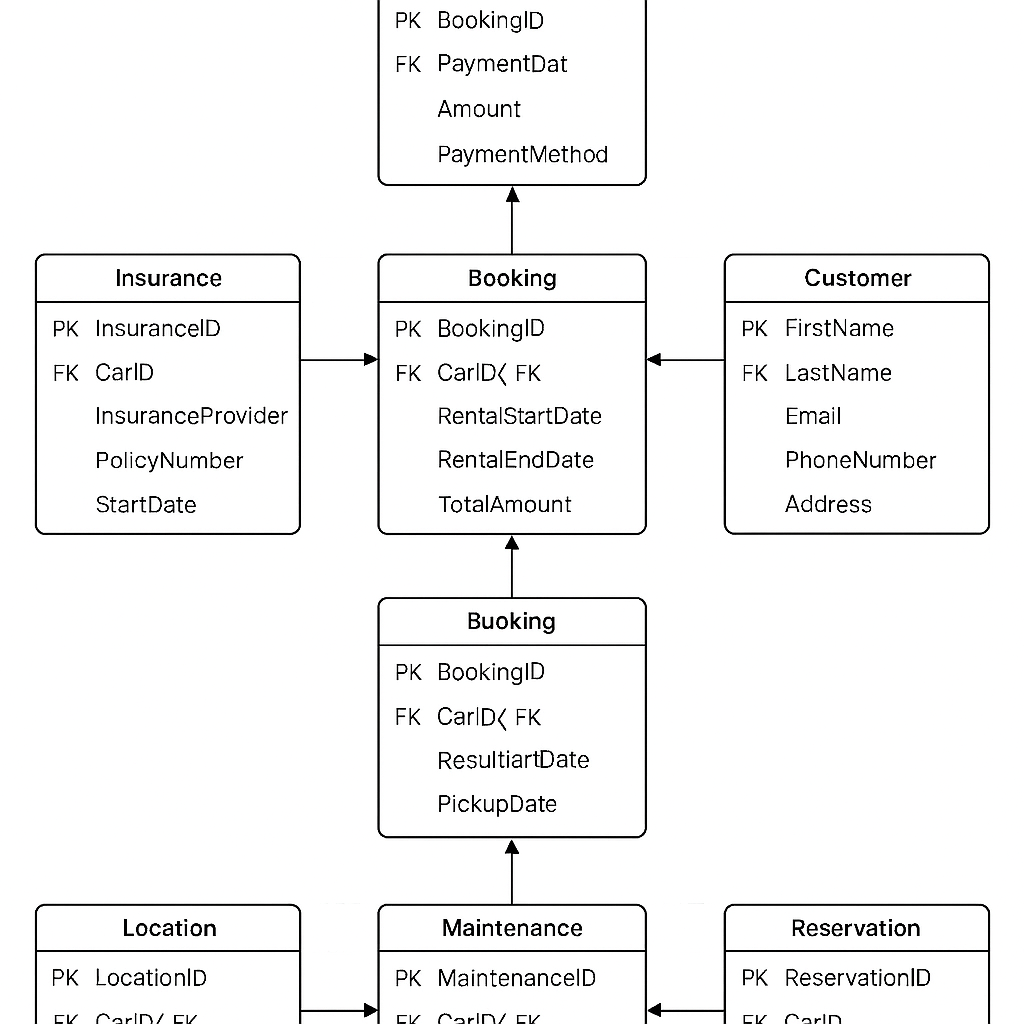 PK BookingID
FK PaymentDat
Amount
PaymentMethod
Insurance
PK InsuranceID
FK CarID
InsuranceProvider
PolicyNumber
StartDate
Booking
PK BookingID
FK CarID( FK
RentalStartDate
RentalEndDate
TotalAmount
Customer
PK FirstName
FK LastName
Email
PhoneNumber
Address
Buoking
PK BookingID
FK CarID( FK
ResultiartDate
PickupDate
Location
PK LocationID
FK CarID( FK
Maintenance
PK MaintenanceID
FK CarID( FK
Reservation
PK ReservationID
FK CarID